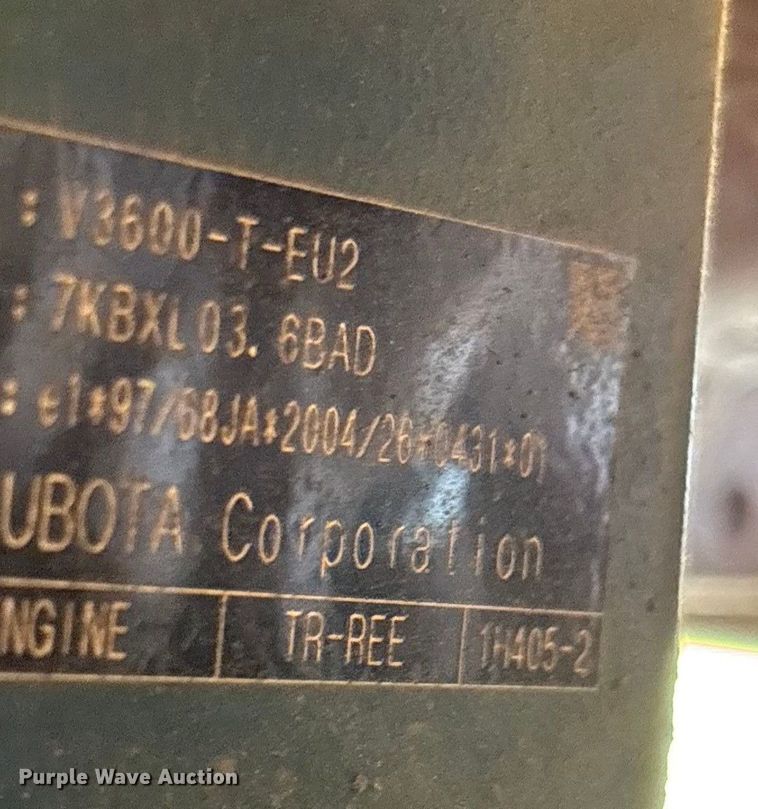 : V3600-T-EU2
: 7KBXL03.6BAD
: e1*97/68JA*2004/26*0431*01
UBOTA Corporation
NGINE TR-REE 1H405-2
Purple Wave Auction